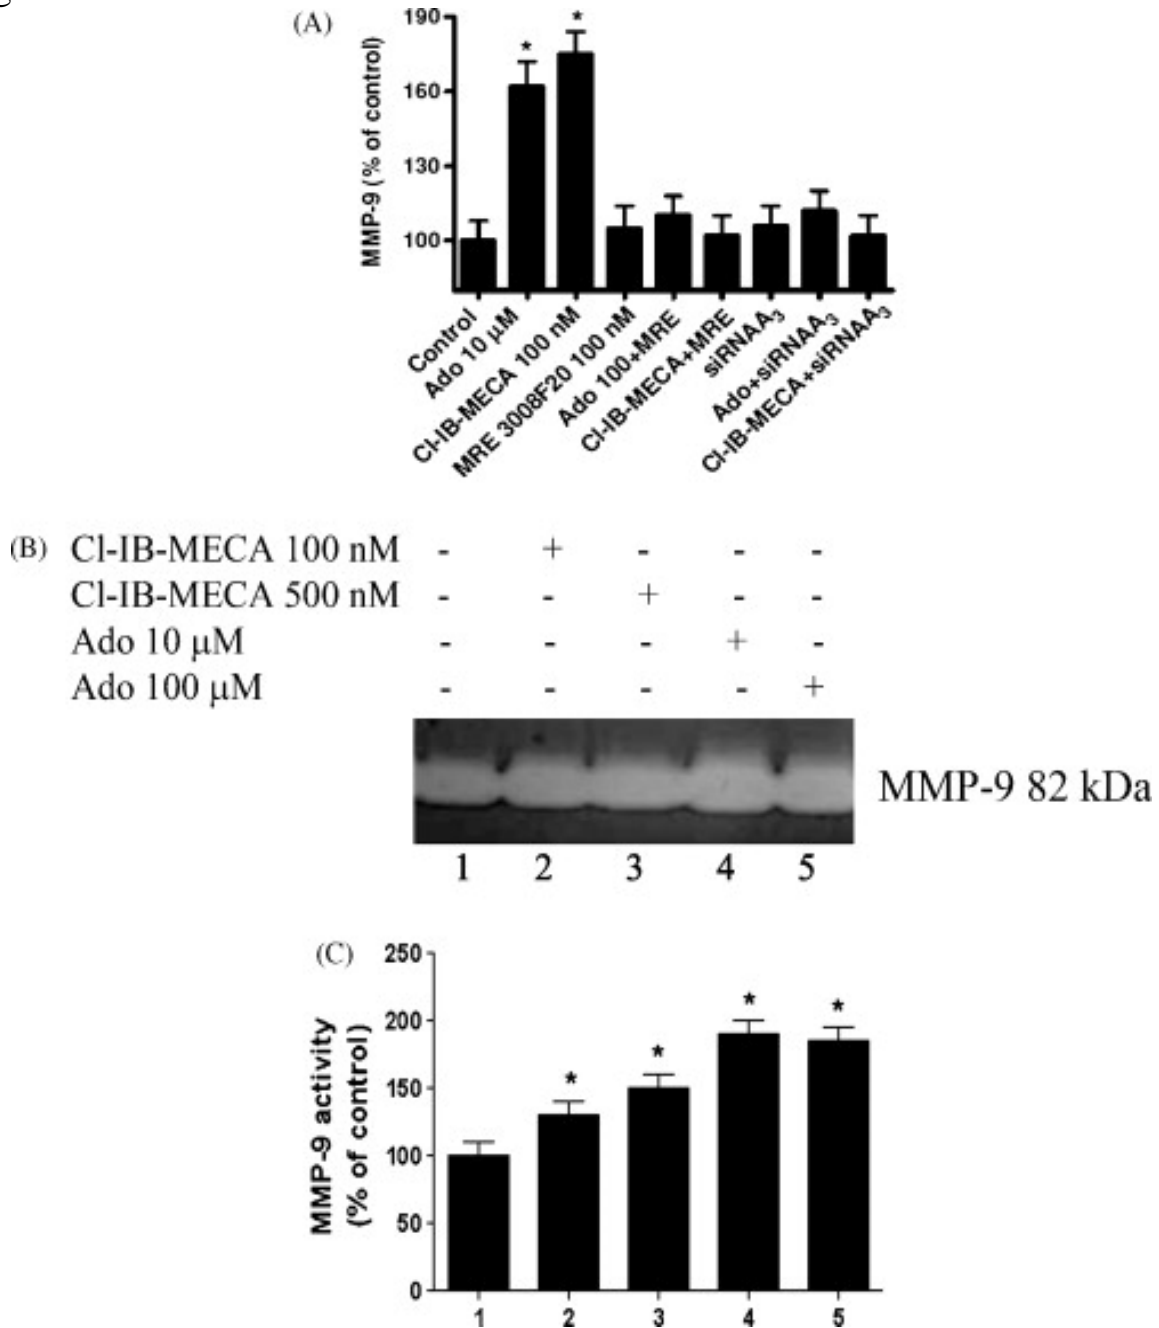 (A)
MMP-9 (% of control)
190
160
130
100
*
*
Control
Ado 10 μM
Cl-IB-MECA 100 nM
MRE 3008F20 100 nM
Ado 100+MRE
Cl-IB-MECA+MRE
siRNAA3
Ado+siRNAA3
Cl-IB-MECA+siRNAA3
(B) Cl-IB-MECA 100 nM - + - - -
Cl-IB-MECA 500 nM - - + - -
Ado 10 μM - - - + -
Ado 100 μM - - - - +
MMP-9 82 kDa
1 2 3 4 5
(C)
MMP-9 activity
(% of control)
250
200
150
100
50
0
* * * *
1 2 3 4 5